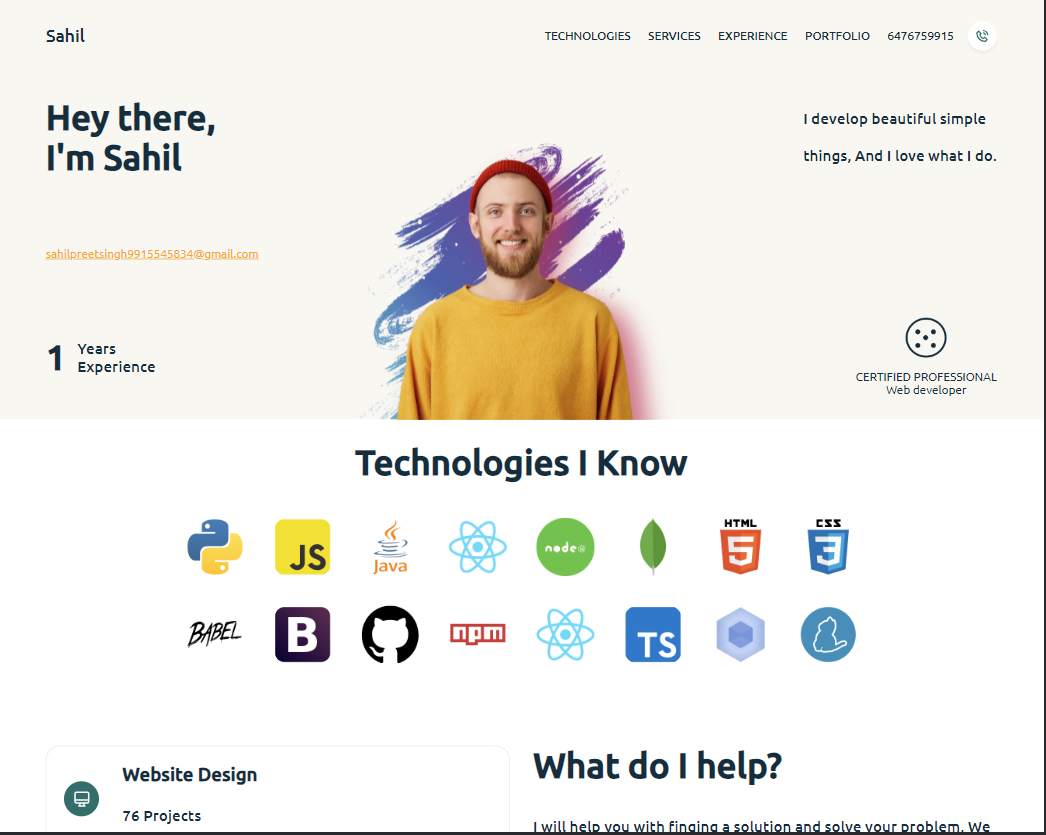 Sahil
TECHNOLOGIES SERVICES EXPERIENCE PORTFOLIO 6476759915
Hey there,
I'm Sahil
I develop beautiful simple
things, And I love what I do.
sahilpreetsingh9915545834@gmail.com
1 Years
Experience
CERTIFIED PROFESSIONAL
Web developer
Technologies I Know
JS
Java
node
HTML
5
CSS
3
BABEL
B
npm
TS
Website Design
76 Projects
What do I help?
I will help you with finging a solution and solve your problem. We